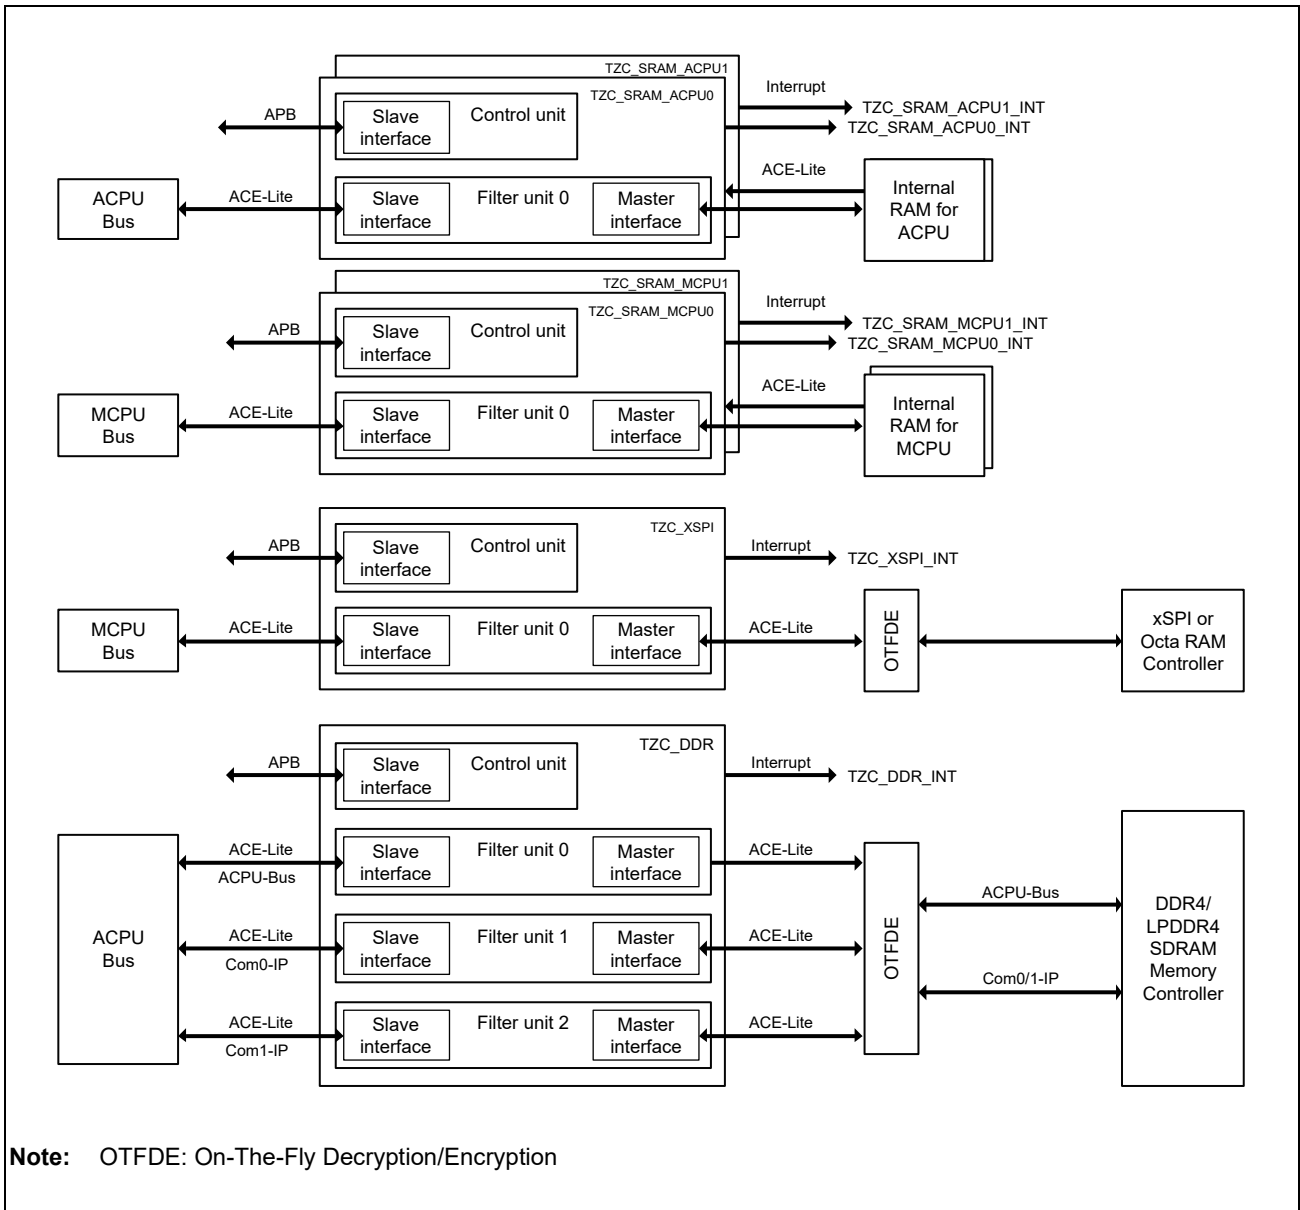 TZC_SRAM_ACPU1
TZC_SRAM_ACPU0
Interrupt
TZC_SRAM_ACPU1_INT
TZC_SRAM_ACPU0_INT
APB
Slave
interface
Control unit
ACPU
Bus
ACE-Lite
Slave
interface
Filter unit 0
Master
interface
ACE-Lite
Internal
RAM for
ACPU
TZC_SRAM_MCPU1
TZC_SRAM_MCPU0
Interrupt
TZC_SRAM_MCPU1_INT
TZC_SRAM_MCPU0_INT
APB
Slave
interface
Control unit
MCPU
Bus
ACE-Lite
Slave
interface
Filter unit 0
Master
interface
ACE-Lite
Internal
RAM for
MCPU
TZC_XSPI
APB
Slave
interface
Control unit
Interrupt
TZC_XSPI_INT
MCPU
Bus
ACE-Lite
Slave
interface
Filter unit 0
Master
interface
ACE-Lite
OTFDE
xSPI or
Octa RAM
Controller
TZC_DDR
APB
Slave
interface
Control unit
Interrupt
TZC_DDR_INT
ACPU
Bus
ACE-Lite
ACPU-Bus
Slave
interface
Filter unit 0
Master
interface
ACE-Lite
ACE-Lite
Com0-IP
Slave
interface
Filter unit 1
Master
interface
ACE-Lite
ACE-Lite
Com1-IP
Slave
interface
Filter unit 2
Master
interface
ACE-Lite
OTFDE
ACPU-Bus
Com0/1-IP
DDR4/
LPDDR4
SDRAM
Memory
Controller
Note: OTFDE: On-The-Fly Decryption/Encryption